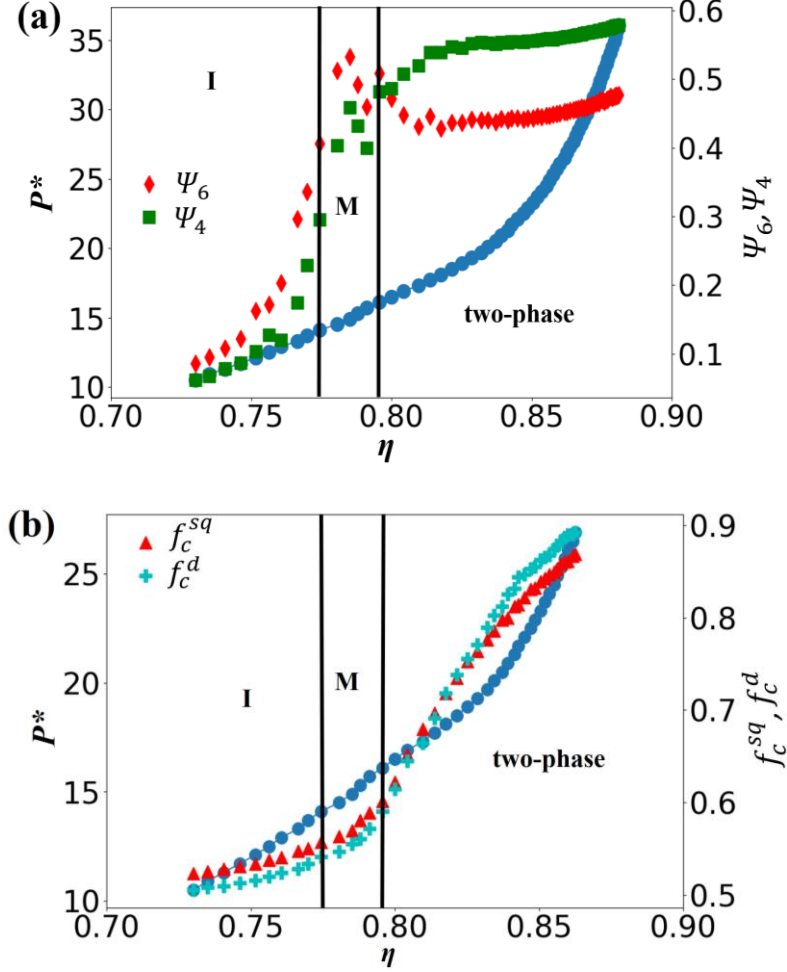 (a)
35
30
25
20
15
10
P*
I
M
two-phase
Ψ6
Ψ4
0.6
0.5
0.4
0.3
0.2
0.1
Ψ6, Ψ4
0.70 0.75 0.80 0.85 0.90
η
(b)
25
20
15
10
P*
f_c^sq
f_c^d
I
M
two-phase
0.9
0.8
0.7
0.6
0.5
f_c^sq, f_c^d
0.70 0.75 0.80 0.85 0.90
η